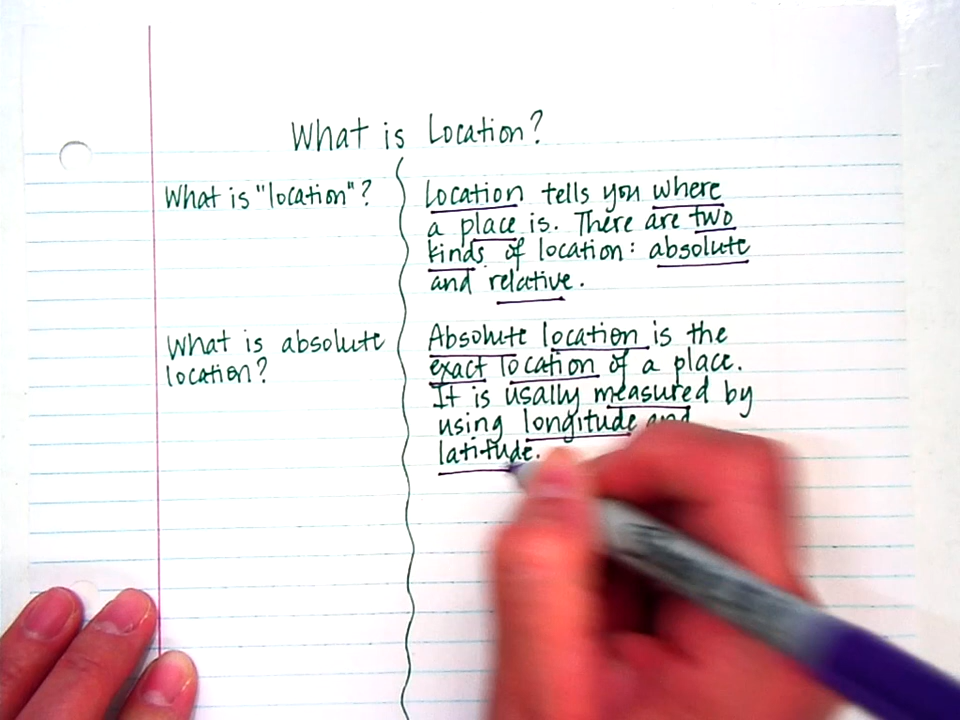 What is Location?
What is "location"?
Location tells you where
a place is. There are two
kinds of location: absolute
and relative.
What is absolute
location?
Absolute location is the
exact location of a place.
It is usally measured by
using longitude and
latitude.